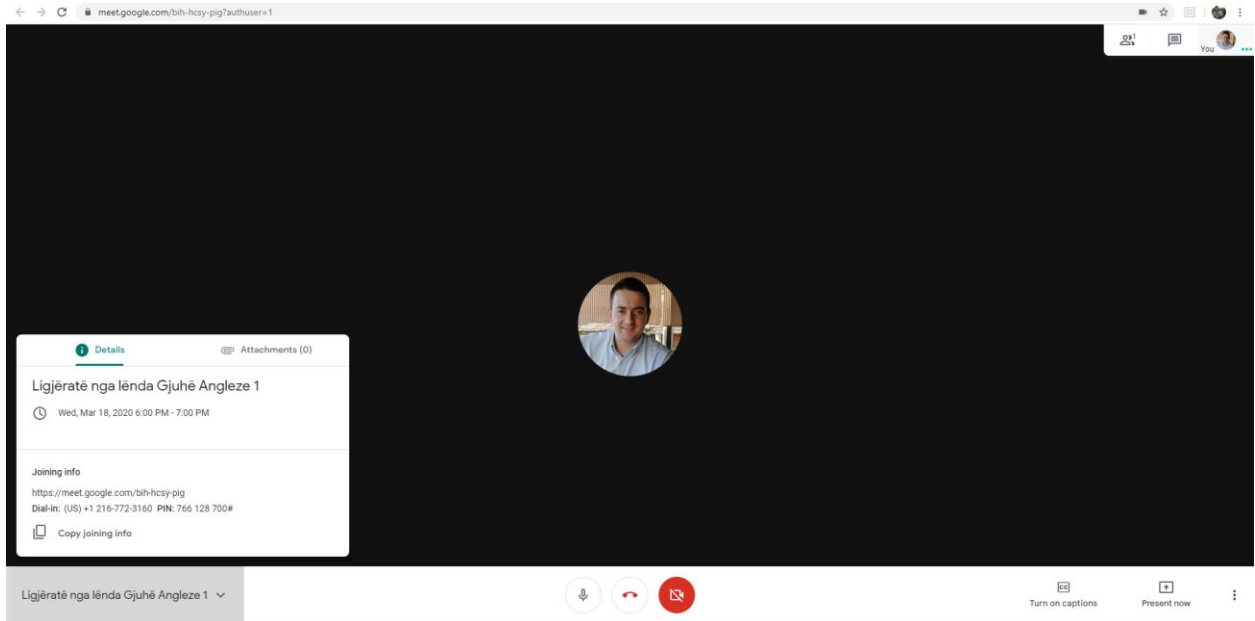 meet.google.com/bih-hcsy-pig?authuser=1
1
You
Details
Attachments (0)
Ligjëratë nga lënda Gjuhë Angleze 1
Wed, Mar 18, 2020 6:00 PM - 7:00 PM
Joining info
https://meet.google.com/bih-hcsy-pig
Dial-in: (US) +1 216-772-3160 PIN: 766 128 700#
Copy joining info
Ligjëratë nga lënda Gjuhë Angleze 1
CC
Turn on captions
Present now